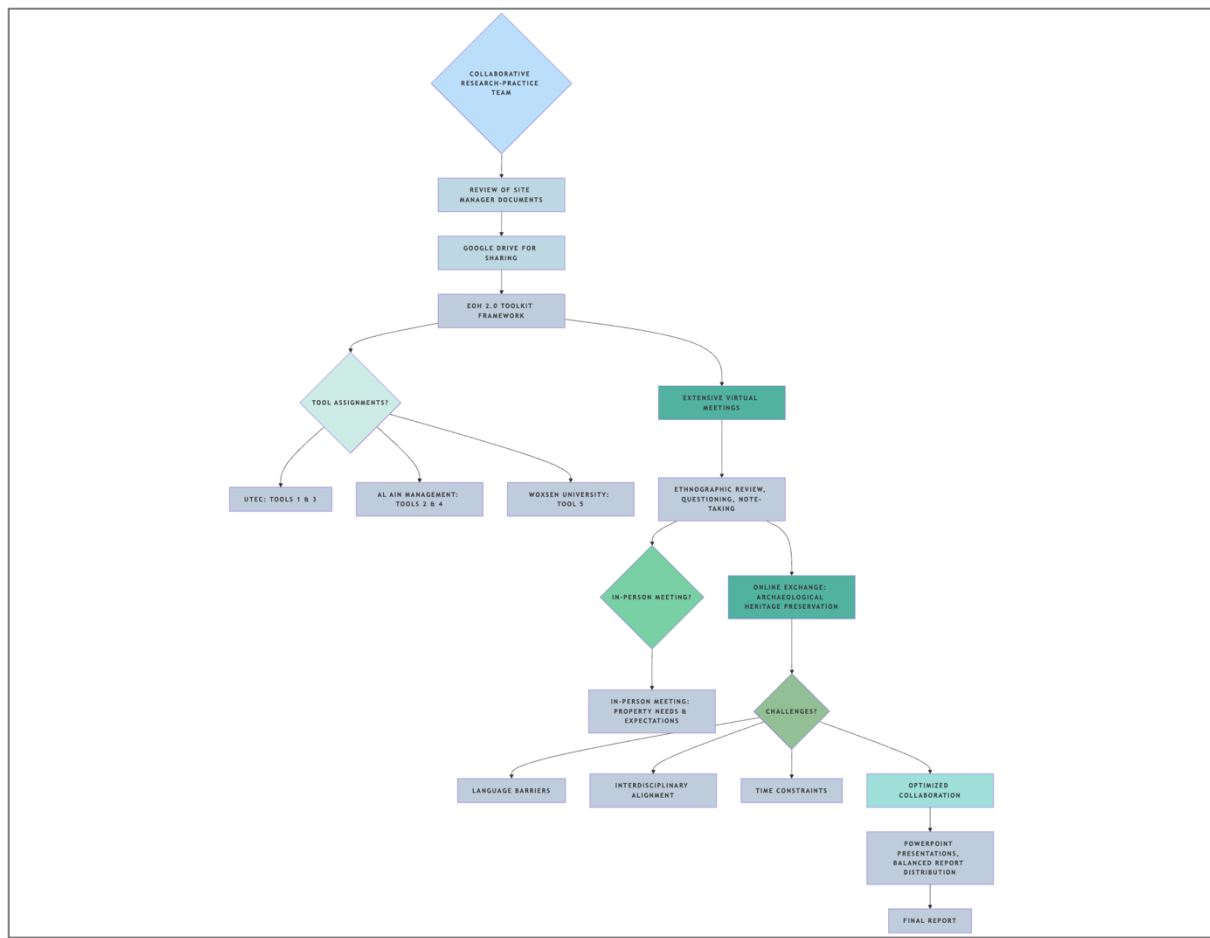 COLLABORATIVE
RESEARCH-PRACTICE
TEAM
REVIEW OF SITE
MANAGER DOCUMENTS
GOOGLE DRIVE FOR
SHARING
EOH 2.0 TOOLKIT
FRAMEWORK
TOOL ASSIGNMENTS?
EXTENSIVE VIRTUAL
MEETINGS
UTEC: TOOLS 1 & 3
AL AIN MANAGEMENT:
TOOLS 2 & 4
WOXSEN UNIVERSITY:
TOOL 5
ETHNOGRAPHIC REVIEW,
QUESTIONING, NOTE-
TAKING
IN-PERSON MEETING?
ONLINE EXCHANGE:
ARCHAEOLOGICAL
HERITAGE PRESERVATION
IN-PERSON MEETING:
PROPERTY NEEDS &
EXPECTATIONS
CHALLENGES?
LANGUAGE BARRIERS
INTERDISCIPLINARY
ALIGNMENT
TIME CONSTRAINTS
OPTIMIZED
COLLABORATION
POWERPOINT
PRESENTATIONS,
BALANCED REPORT
DISTRIBUTION
FINAL REPORT